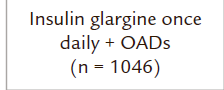 Insulin glargine once
daily + OADs
(n = 1046)